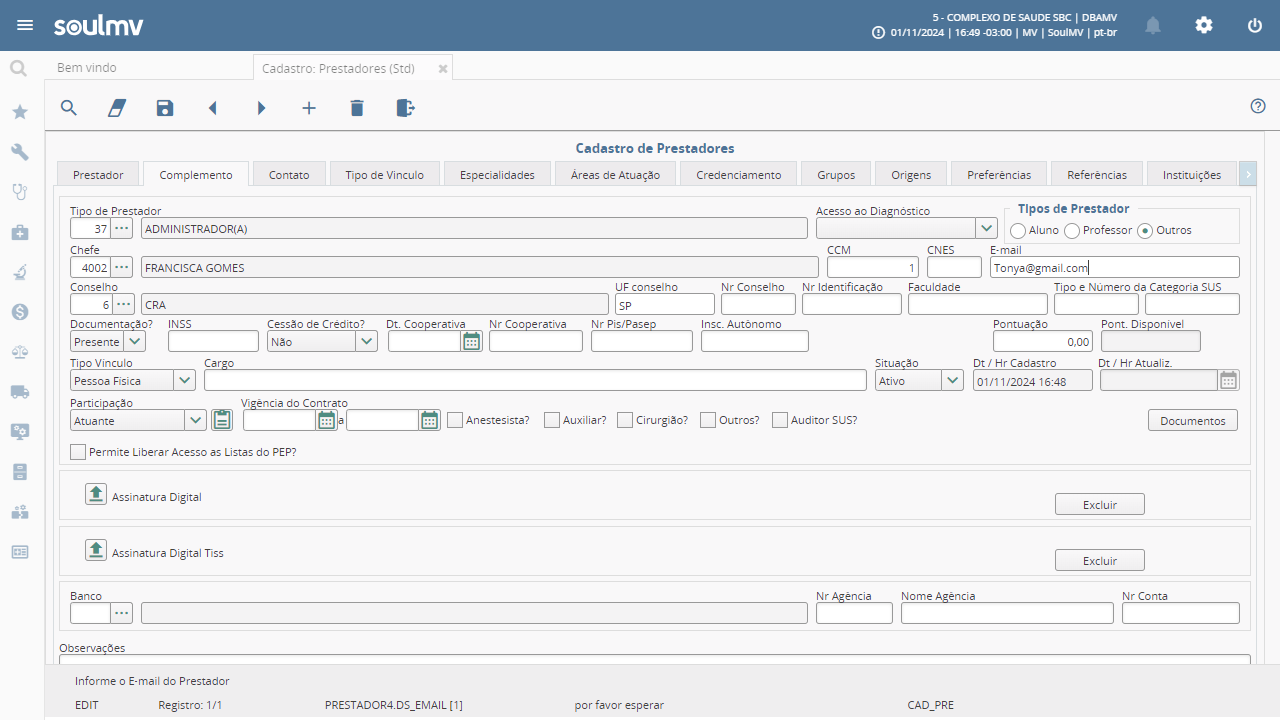 soulmv
5 - COMPLEXO DE SAUDE SBC | DBAMV
01/11/2024 | 16:49 -03:00 | MV | SoulMV | pt-br
Bem vindo
Cadastro: Prestadores (Std)
Cadastro de Prestadores
Prestador Complemento Contato Tipo de Vinculo Especialidades Áreas de Atuação Credenciamento Grupos Origens Preferências Referências Instituições
Tipo de Prestador Acesso ao Diagnóstico Tipos de Prestador
37 ... ADMINISTRADOR(A) Aluno Professor Outros
Chefe CCM CNES E-mail
4002 ... FRANCISCA GOMES 1 Tonya@gmail.com
Conselho UF conselho Nr Conselho Nr Identificação Faculdade Tipo e Número da Categoria SUS
6 ... CRA SP
Documentação? INSS Cessão de Crédito? Dt. Cooperativa Nr Cooperativa Nr Pis/Pasep Insc. Autônomo Pontuação Pont. Disponível
Presente Não 0,00
Tipo Vínculo Cargo Situação Dt / Hr Cadastro Dt / Hr Atualiz.
Pessoa Física Ativo 01/11/2024 16:48
Participação Vigência do Contrato
Atuante a Anestesista? Auxiliar? Cirurgião? Outros? Auditor SUS? Documentos
Permite Liberar Acesso as Listas do PEP?
Assinatura Digital
Excluir
Assinatura Digital Tiss
Excluir
Banco Nr Agência Nome Agência Nr Conta
...
Observações
Informe o E-mail do Prestador
EDIT Registro: 1/1 PRESTADOR4.DS_EMAIL [1] por favor esperar CAD_PRE